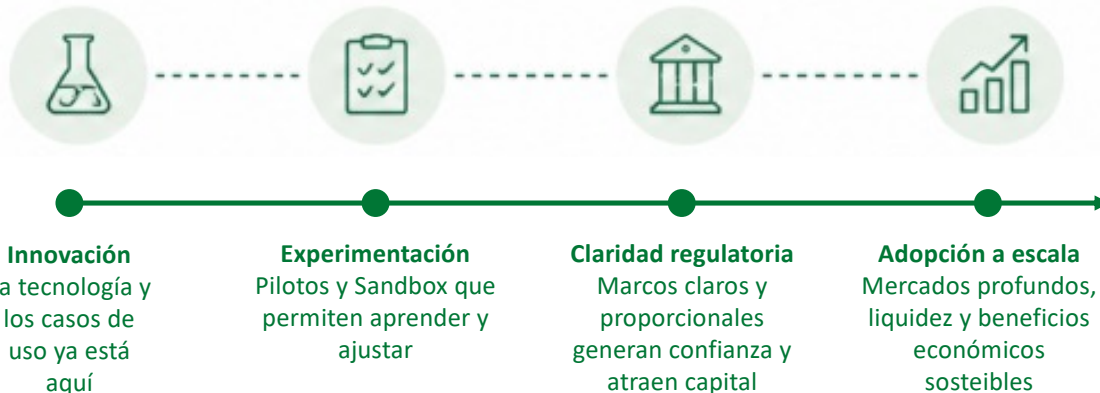 Innovación
a tecnología y
los casos de
uso ya está
aquí
Experimentación
Pilotos y Sandbox que
permiten aprender y
ajustar
Claridad regulatoria
Marcos claros y
proporcionales
generan confianza y
atraen capital
Adopción a escala
Mercados profundos,
liquidez y beneficios
económicos
sosteibles